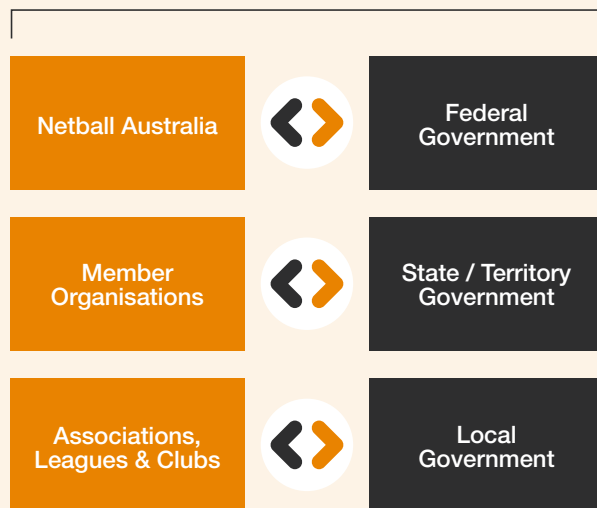 Netball Australia
Federal
Government
Member
Organisations
State / Territory
Government
Associations,
Leagues & Clubs
Local
Government